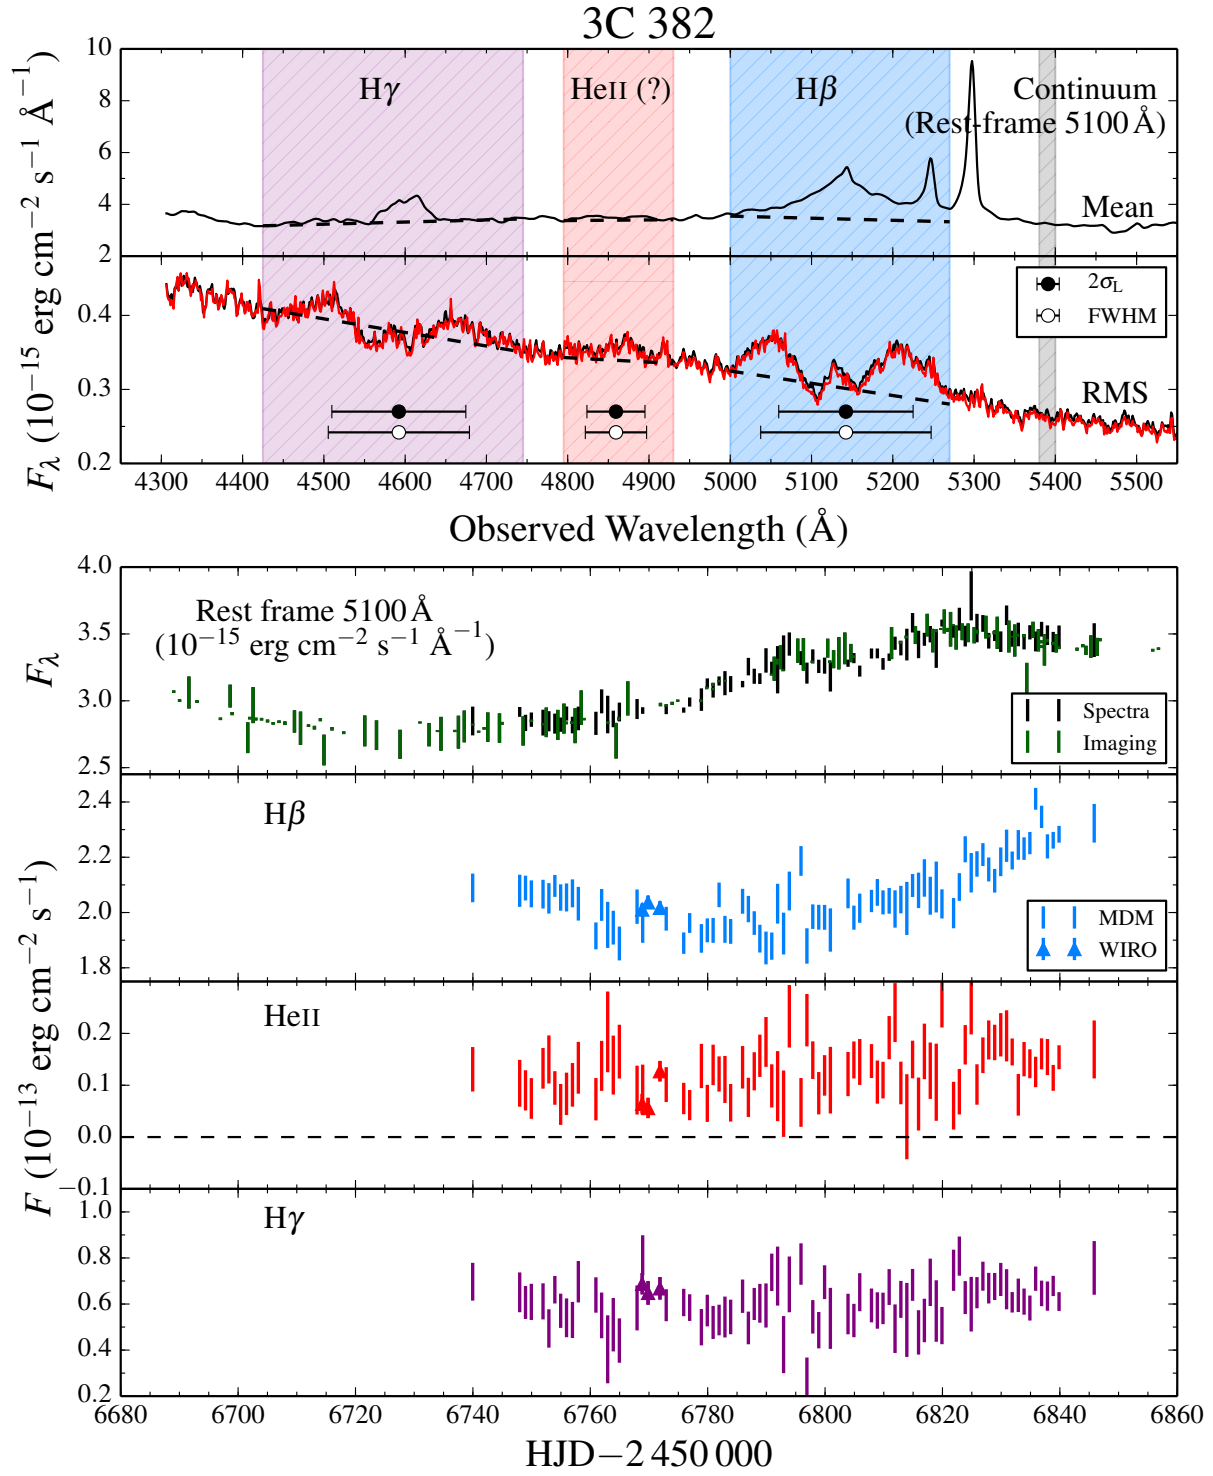 3C 382
10
8
6
4
2
Hγ
HeII (?)
Hβ
Continuum
(Rest-frame 5100 Å)
Mean
0.4
0.3
0.2
2σL
FWHM
RMS
Fλ (10−15 erg cm−2 s−1 Å−1)
4300 4400 4500 4600 4700 4800 4900 5000 5100 5200 5300 5400 5500
Observed Wavelength (Å)
4.0
3.5
3.0
2.5
Fλ
Rest frame 5100 Å
(10−15 erg cm−2 s−1 Å−1)
Spectra
Imaging
2.4
2.2
2.0
1.8
Hβ
MDM
WIRO
0.2
0.1
0.0
−0.1
HeII
F (10−13 erg cm−2 s−1)
1.0
0.8
0.6
0.4
0.2
Hγ
6680 6700 6720 6740 6760 6780 6800 6820 6840 6860
HJD−2 450 000